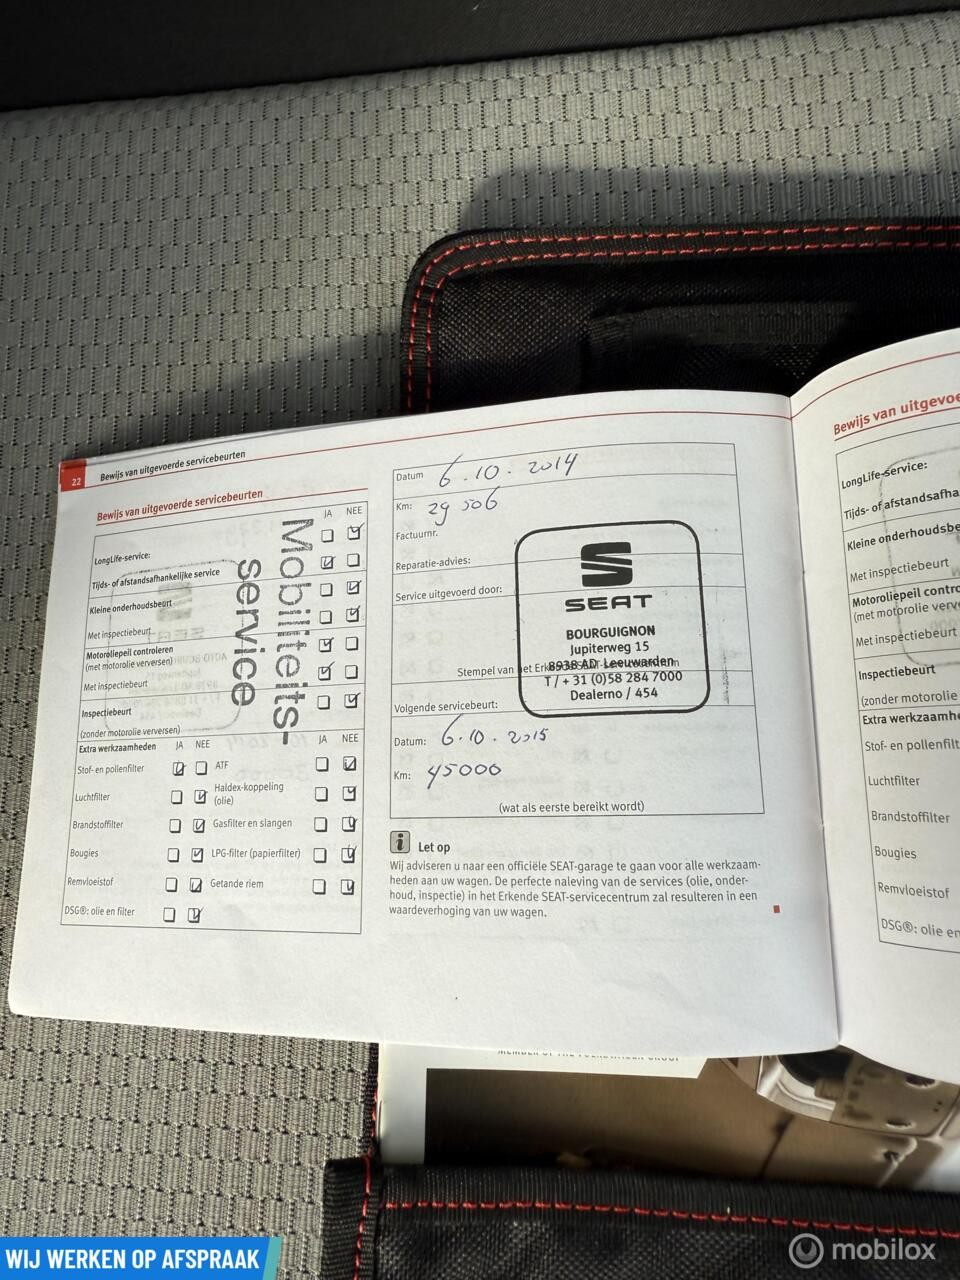 22 Bewijs van uitgevoerde servicebeurten
Bewijs van uitgevoerde servicebeurten
JA NEE
LongLife-service:
Tijds- of afstandsafhankelijke service
Kleine onderhoudsbeurt
Met inspectiebeurt
Motoroliepeil controleren
(met motorolie verversen)
Met inspectiebeurt
Inspectiebeurt
(zonder motorolie verversen)
Mobiliteits-
service
Extra werkzaamheden JA NEE JA NEE
Stof- en pollenfilter ATF
Luchtfilter Haldex-koppeling
(olie)
Brandstoffilter Gasfilter en slangen
Bougies LPG-filter (papierfilter)
Remvloeistof Getande riem
DSG®: olie en filter
Datum 6.10.2014
Km: 29 506
Factuurnr.
Reparatie-advies:
Service uitgevoerd door:
SEAT
BOURGUIGNON
Jupiterweg 15
8938 AD Leeuwarden
T / + 31 (0)58 284 7000
Dealerno / 454
Volgende servicebeurt:
Datum: 6.10.2015
Km: 45000
(wat als eerste bereikt wordt)
i Let op
Wij adviseren u naar een officiële SEAT-garage te gaan voor alle werkzaam-
heden aan uw wagen. De perfecte naleving van de services (olie, onder-
houd, inspectie) in het Erkende SEAT-servicecentrum zal resulteren in een
waardeverhoging van uw wagen.
Bewijs van uitgevoe
LongLife-service:
Tijds- of afstandsafha
Kleine onderhoudsbe
Met inspectiebeurt
Motoroliepeil contro
(met motorolie verve
Met inspectiebeurt
Inspectiebeurt
(zonder motorolie
Extra werkzaamhe
Stof- en pollenfilt
Luchtfilter
Brandstoffilter
Bougies
Remvloeistof
DSG®: olie en
WIJ WERKEN OP AFSPRAAK
mobilox